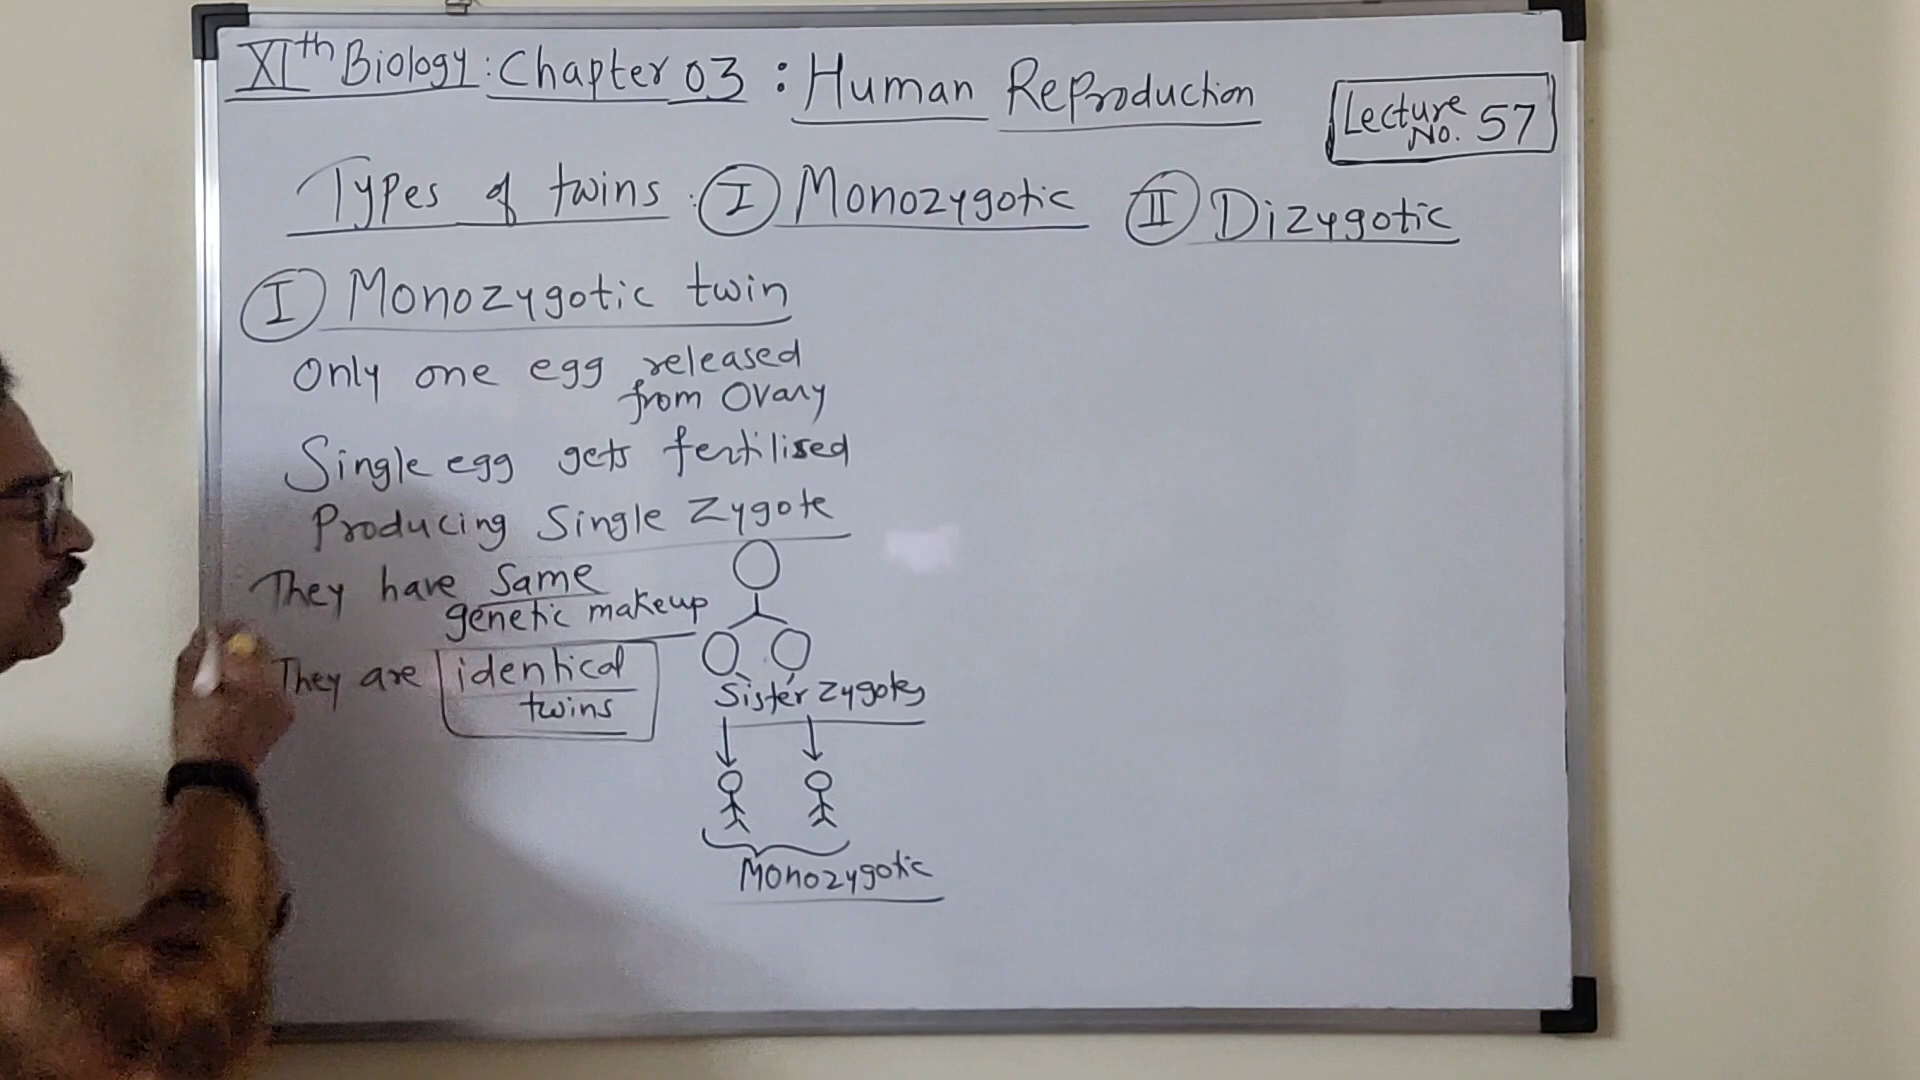 XIth Biology : Chapter 03 : Human Reproduction
Lecture No. 57
Types of twins : I Monozygotic II Dizygotic
I Monozygotic twin
Only one egg released
from Ovary
Single egg gets fertilised
Producing Single Zygote
They have same
genetic makeup
They are identical
twins
Sister Zygotes
Monozygotic